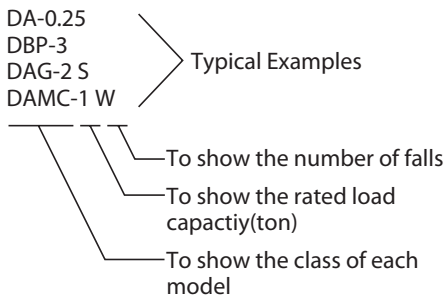 DA-0.25
DBP-3
DAG-2 S
DAMC-1 W
Typical Examples
To show the number of falls
To show the rated load
capactiy(ton)
To show the class of each
model